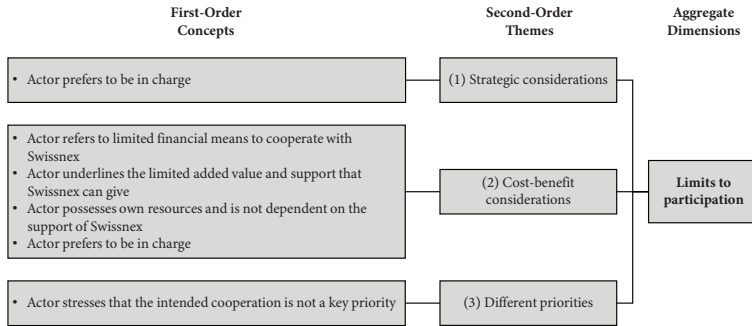 First-Order
Concepts
Second-Order
Themes
Aggregate
Dimensions
• Actor prefers to be in charge
(1) Strategic considerations
• Actor refers to limited financial means to cooperate with
Swissnex
• Actor underlines the limited added value and support that
Swissnex can give
• Actor possesses own resources and is not dependent on the
support of Swissnex
• Actor prefers to be in charge
(2) Cost-benefit
considerations
Limits to
participation
• Actor stresses that the intended cooperation is not a key priority
(3) Different priorities